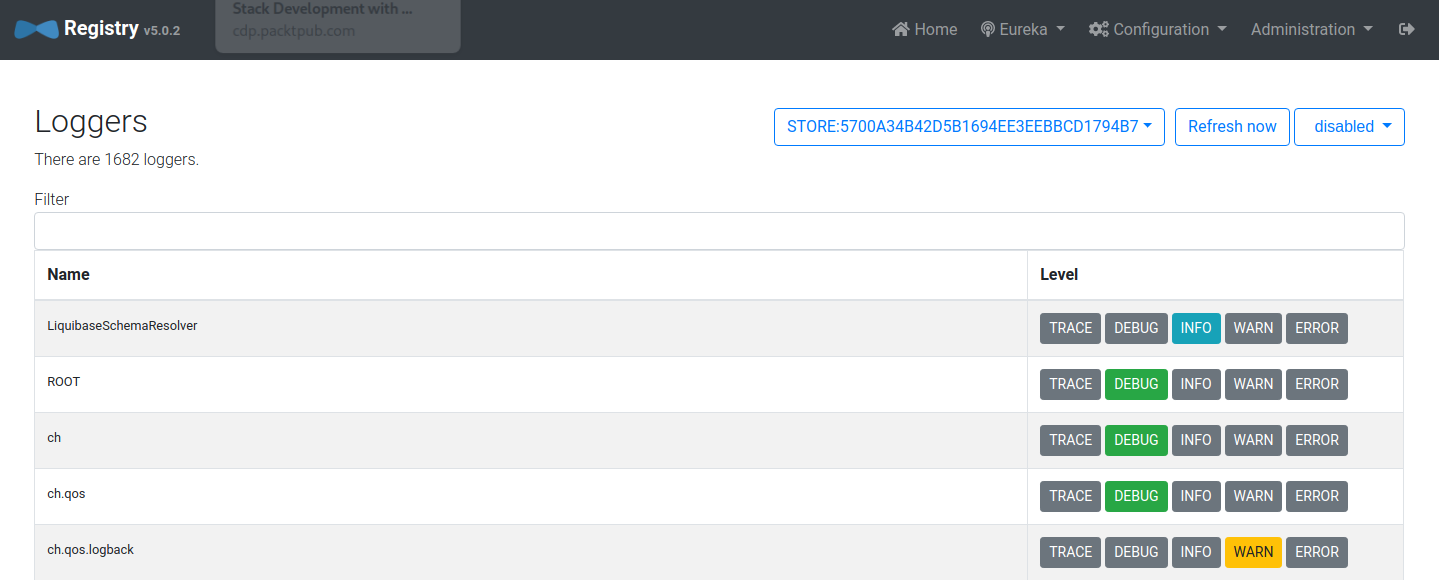 Registry v5.0.2
Stack Development with ...
cdp.packtpub.com
Home Eureka Configuration Administration
Loggers
STORE:5700A34B42D5B1694EE3EEBBCD1794B7 Refresh now disabled
There are 1682 loggers.
Filter
Name Level
LiquibaseSchemaResolver TRACE DEBUG INFO WARN ERROR
ROOT TRACE DEBUG INFO WARN ERROR
ch TRACE DEBUG INFO WARN ERROR
ch.qos TRACE DEBUG INFO WARN ERROR
ch.qos.logback TRACE DEBUG INFO WARN ERROR